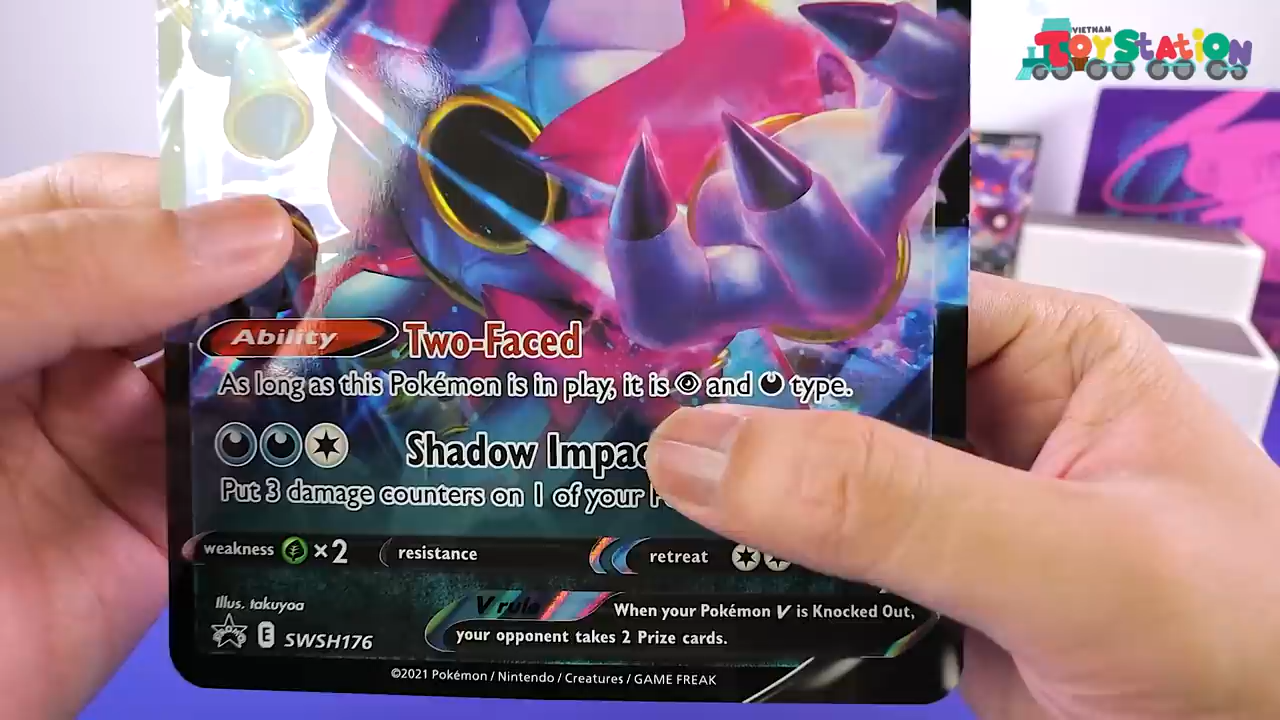 VIETNAM
TOYSTATION
Ability Two-Faced
As long as this Pokémon is in play, it is and type.
Shadow
Put 3 damage counters on 1 of your
weakness ×2 resistance retreat
Illus. takuyoa
V rule When your Pokémon V is Knocked Out,
your opponent takes 2 Prize cards.
PROMO E SWSH176
©2021 Pokémon / Nintendo / Creatures / GAME FREAK